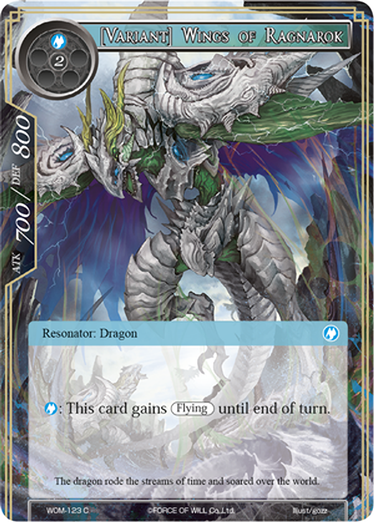 [Variant] Wings of Ragnarok
2
ATK 700 / DEF 800
Resonator: Dragon
: This card gains Flying until end of turn.
The dragon rode the streams of time and soared over the world.
WOM-123 C ©FORCE OF WILL Co.,Ltd. Illust/gozz